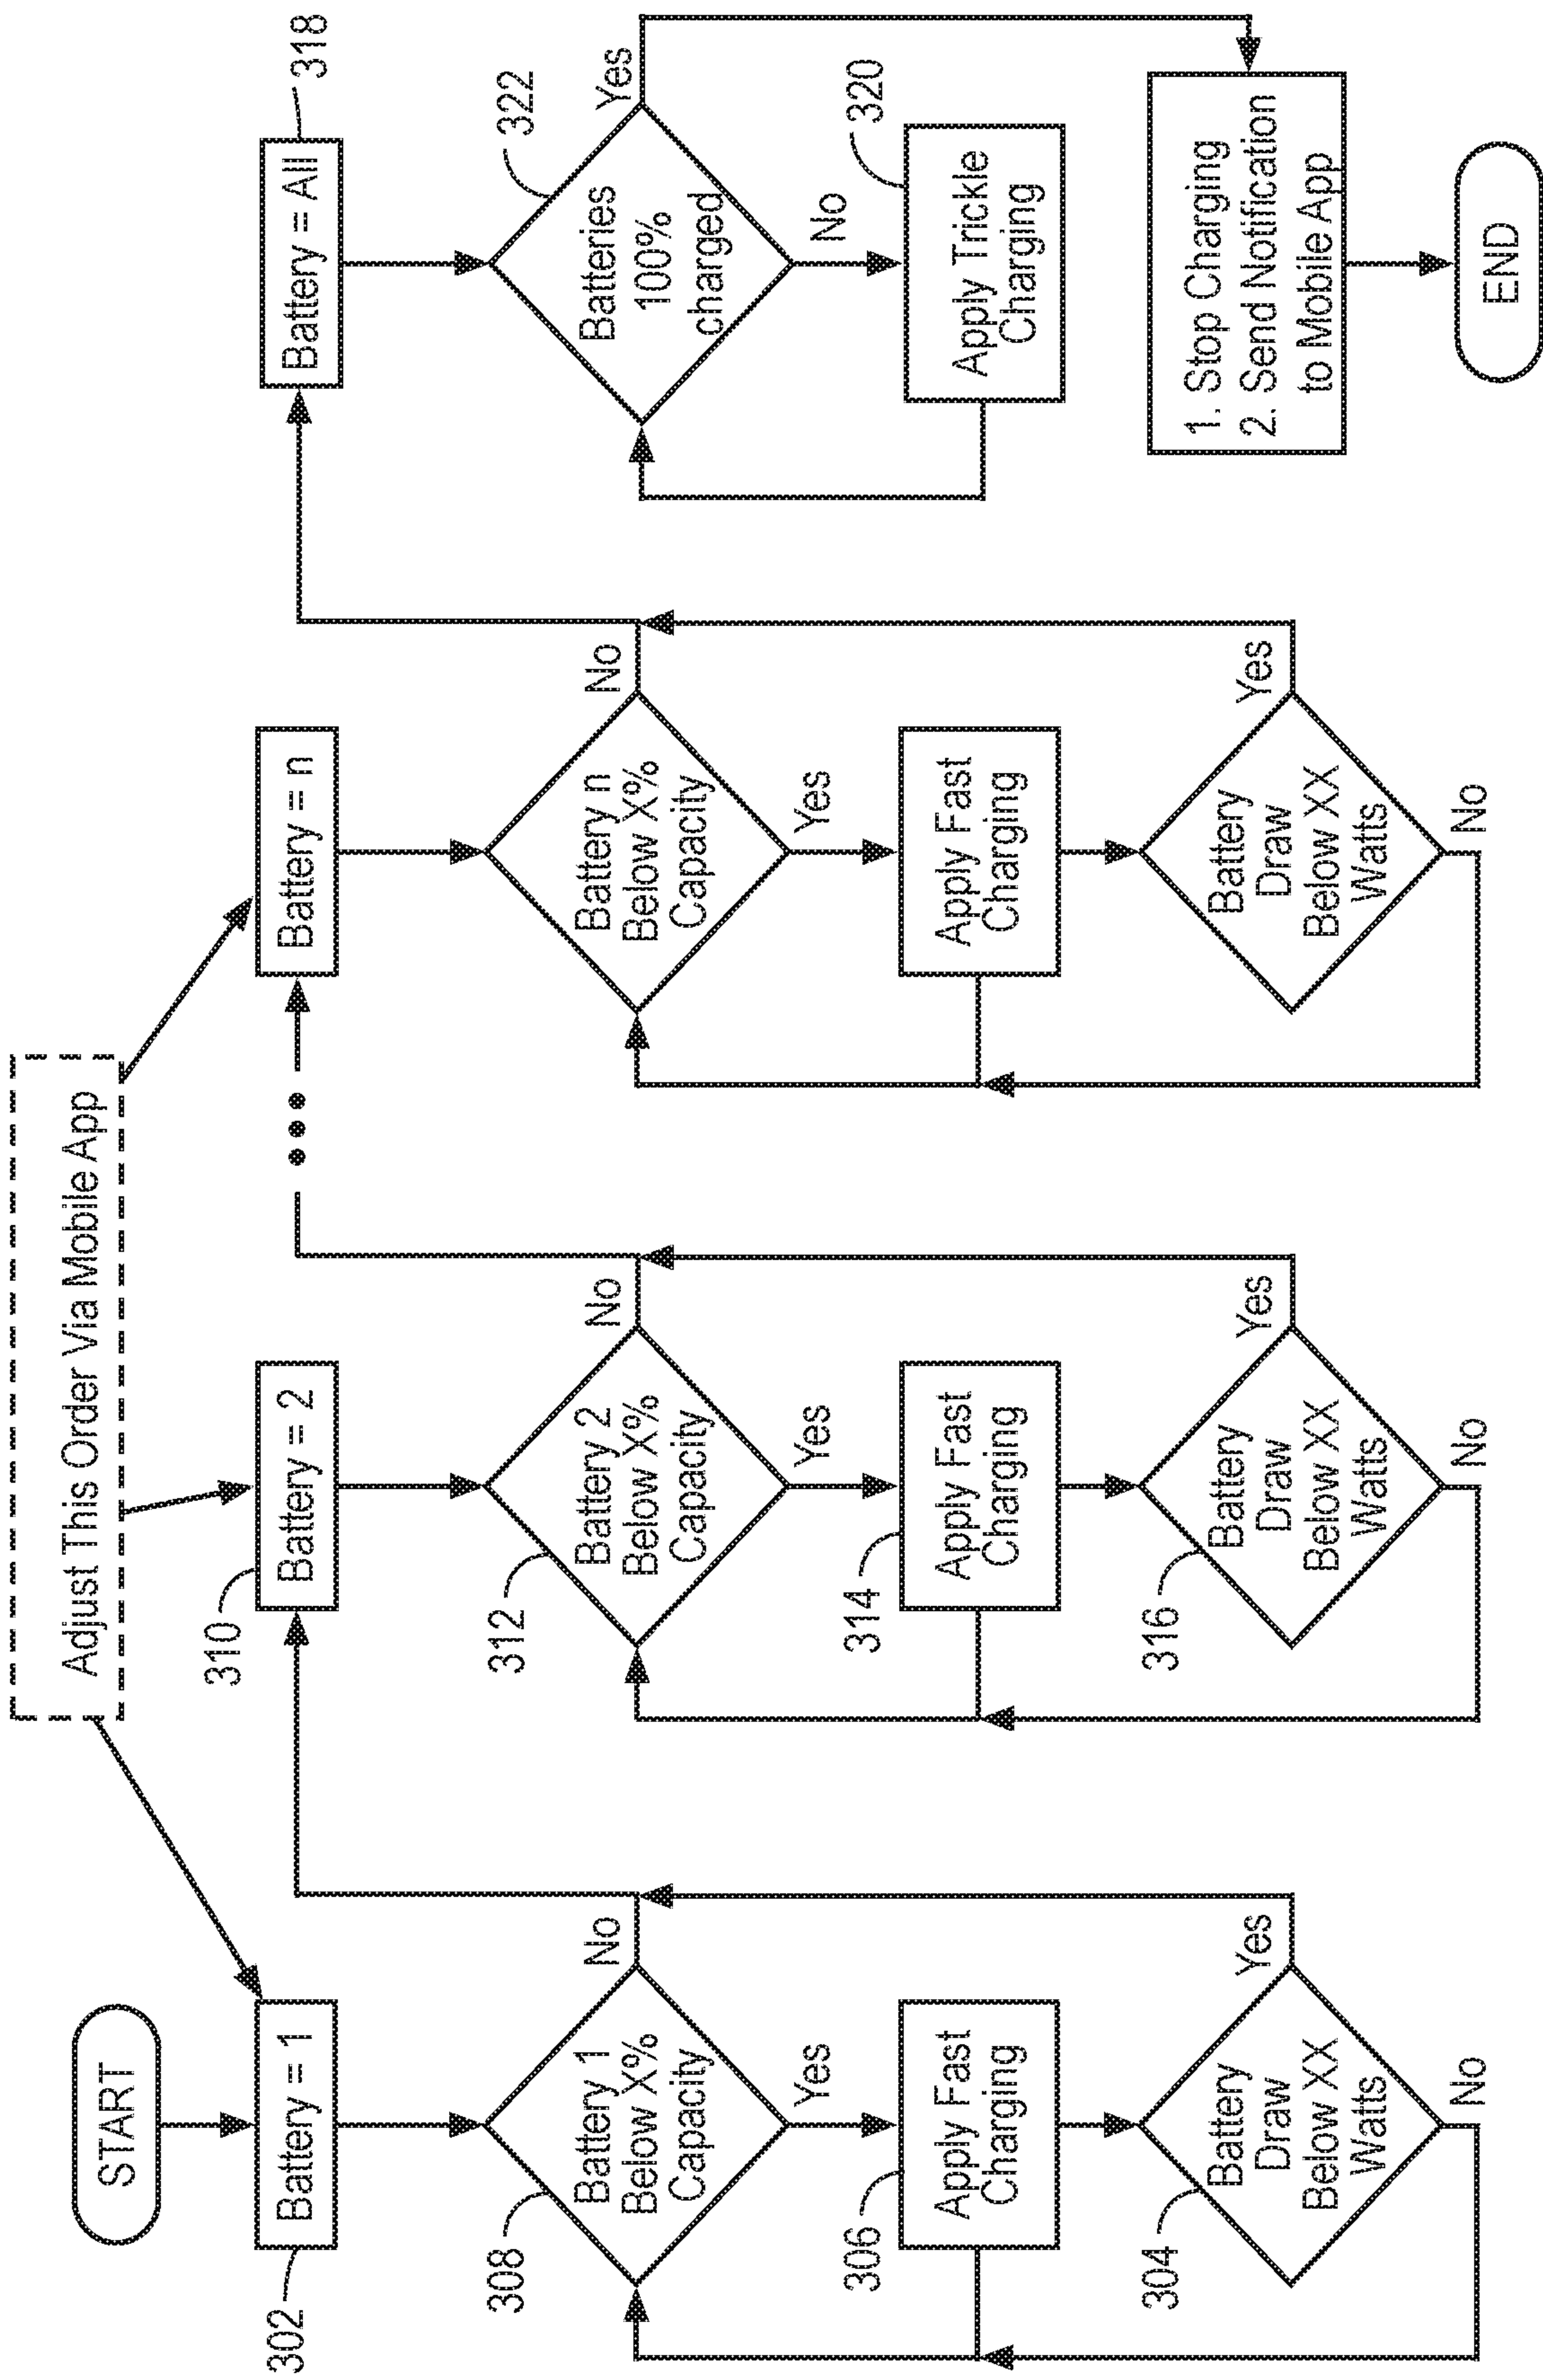 Adjust This Order Via Mobile App
START
302
Battery = 1
308
Battery 1
Below X%
Capacity
No
Yes
306
Apply Fast
Charging
304
Battery
Draw
Below XX
Watts
Yes
No
310
Battery = 2
312
Battery 2
Below X%
Capacity
No
Yes
314
Apply Fast
Charging
316
Battery
Draw
Below XX
Watts
Yes
No
Battery = n
Battery n
Below X%
Capacity
No
Yes
Apply Fast
Charging
Battery
Draw
Below XX
Watts
Yes
No
Battery = All
318
322
Batteries
100%
charged
Yes
No
320
Apply Trickle
Charging
1. Stop Charging
2. Send Notification
to Mobile App
END